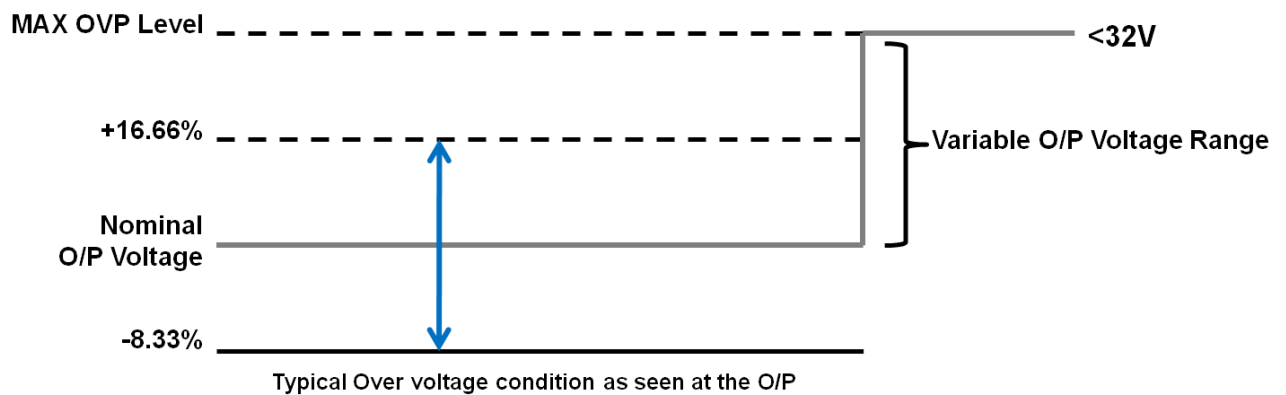 MAX OVP Level
<32V
+16.66%
Variable O/P Voltage Range
Nominal
O/P Voltage
-8.33%
Typical Over voltage condition as seen at the O/P